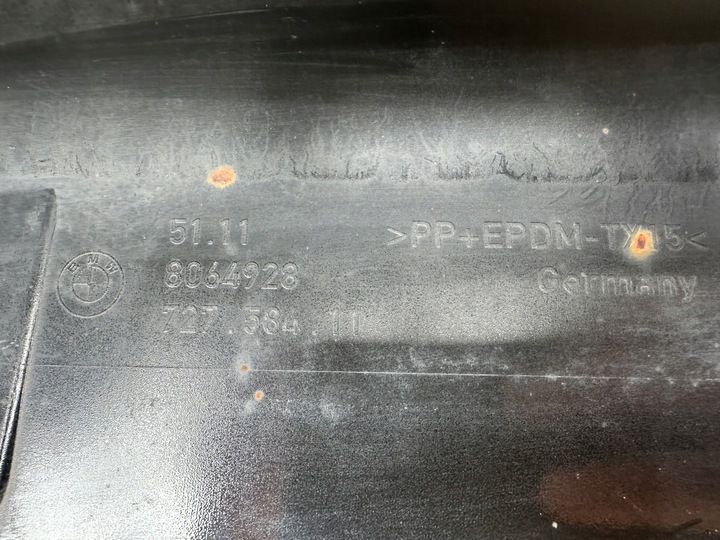 51.11
8064928
727.584.11
BMW
>PP+EPDM-TX15<
Germany